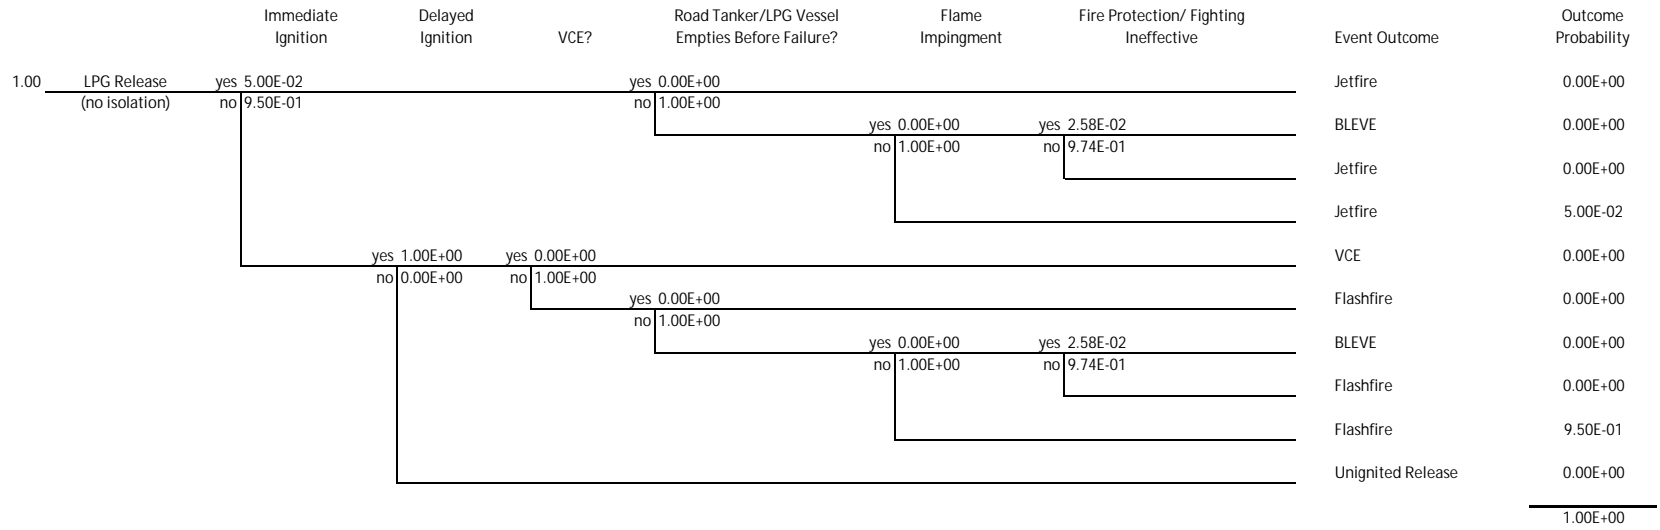 Immediate Delayed Road Tanker/LPG Vessel Flame Fire Protection/ Fighting Outcome
Ignition Ignition VCE? Empties Before Failure? Impingment Ineffective Event Outcome Probability
1.00 LPG Release yes 5.00E-02 yes 0.00E+00 Jetfire 0.00E+00
(no isolation) no 9.50E-01 no 1.00E+00
yes 0.00E+00 yes 2.58E-02 BLEVE 0.00E+00
no 1.00E+00 no 9.74E-01
Jetfire 0.00E+00
Jetfire 5.00E-02
yes 1.00E+00 yes 0.00E+00 VCE 0.00E+00
no 0.00E+00 no 1.00E+00
yes 0.00E+00 Flashfire 0.00E+00
no 1.00E+00
yes 0.00E+00 yes 2.58E-02 BLEVE 0.00E+00
no 1.00E+00 no 9.74E-01
Flashfire 0.00E+00
Flashfire 9.50E-01
Unignited Release 0.00E+00
1.00E+00